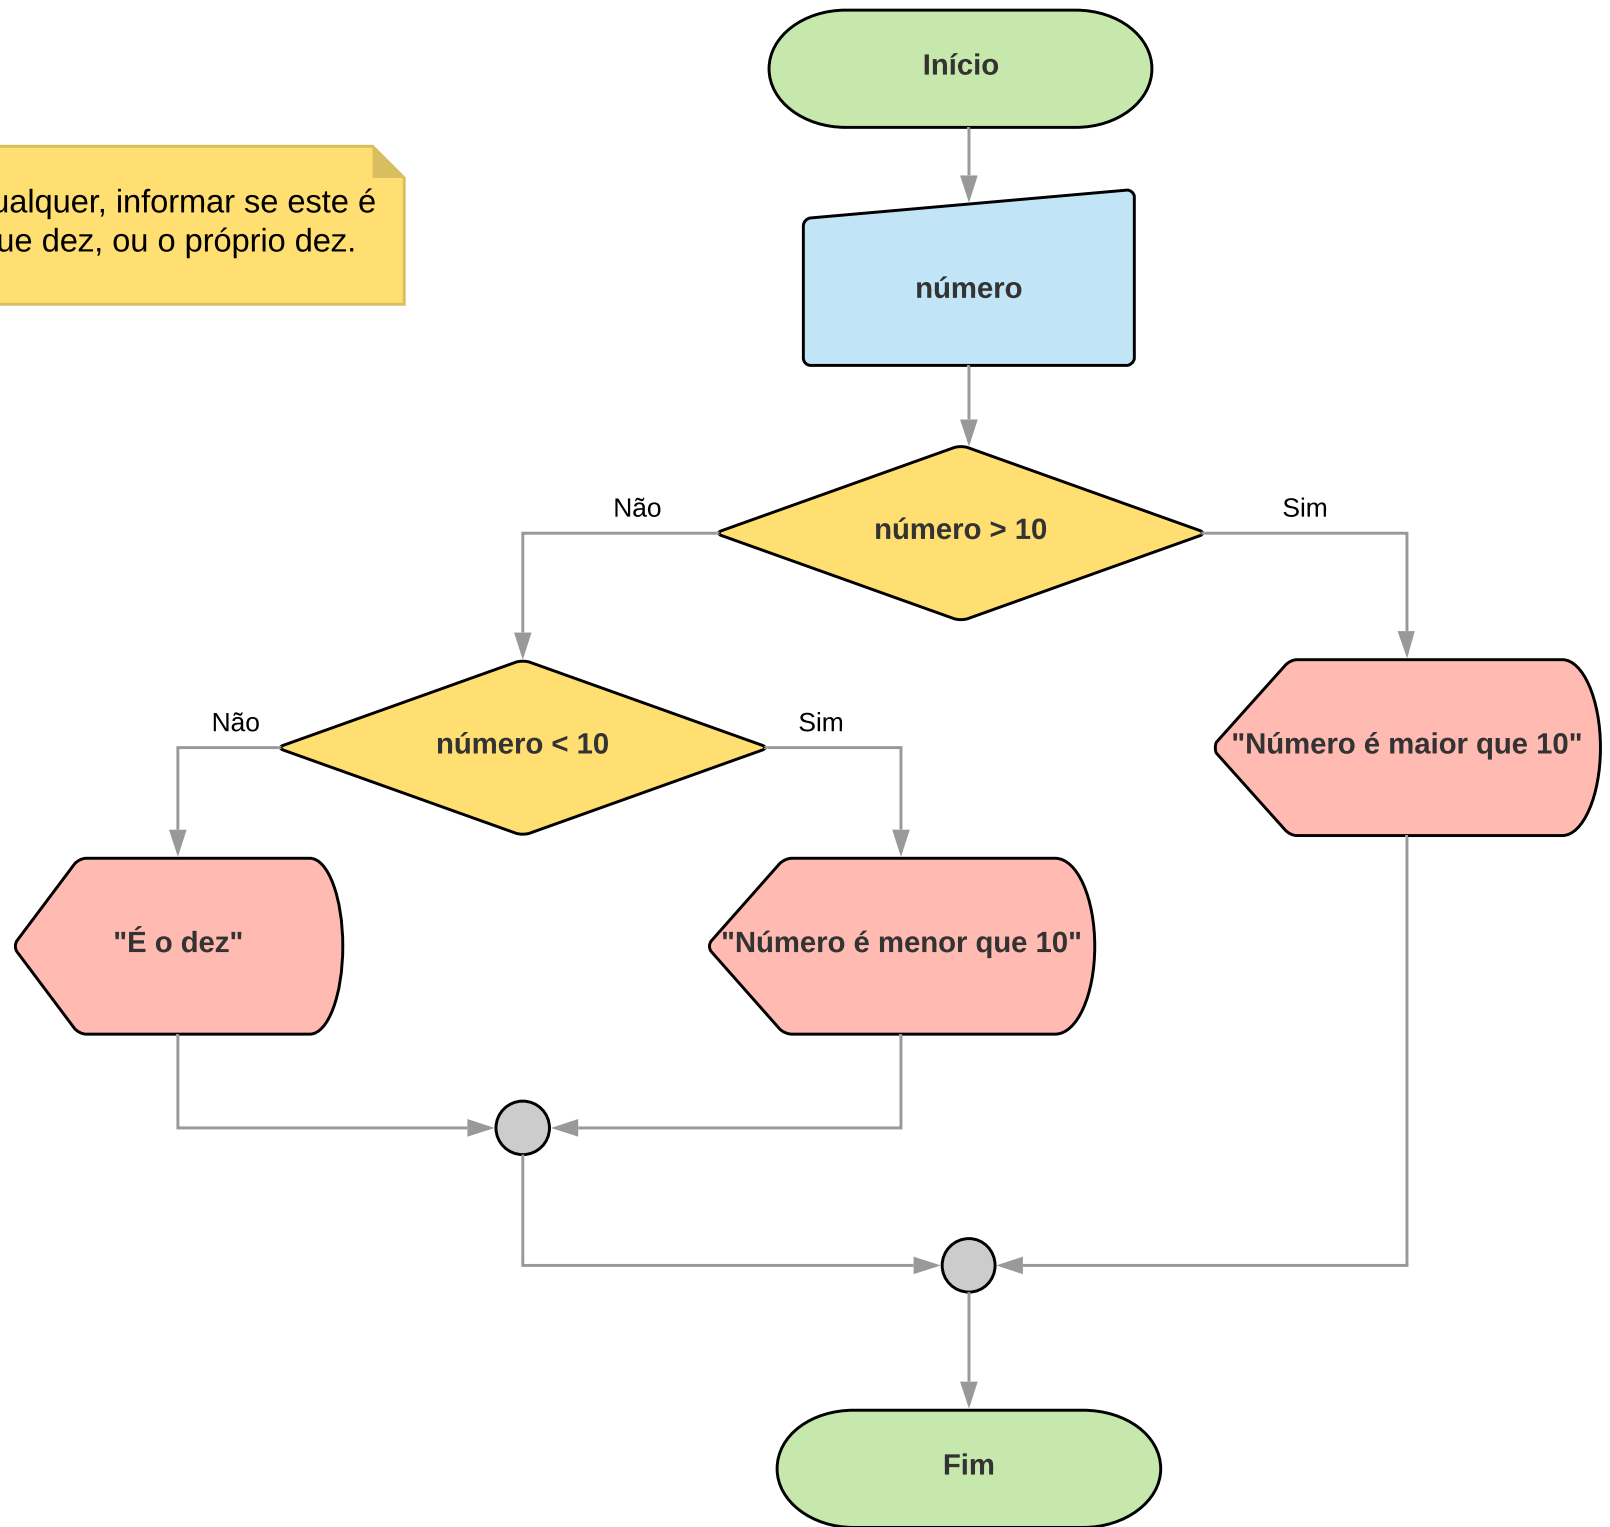 Início
ualquer, informar se este é
ue dez, ou o próprio dez.
número
número > 10
Não
Sim
número < 10
Não
Sim
"Número é maior que 10"
"É o dez"
"Número é menor que 10"
Fim